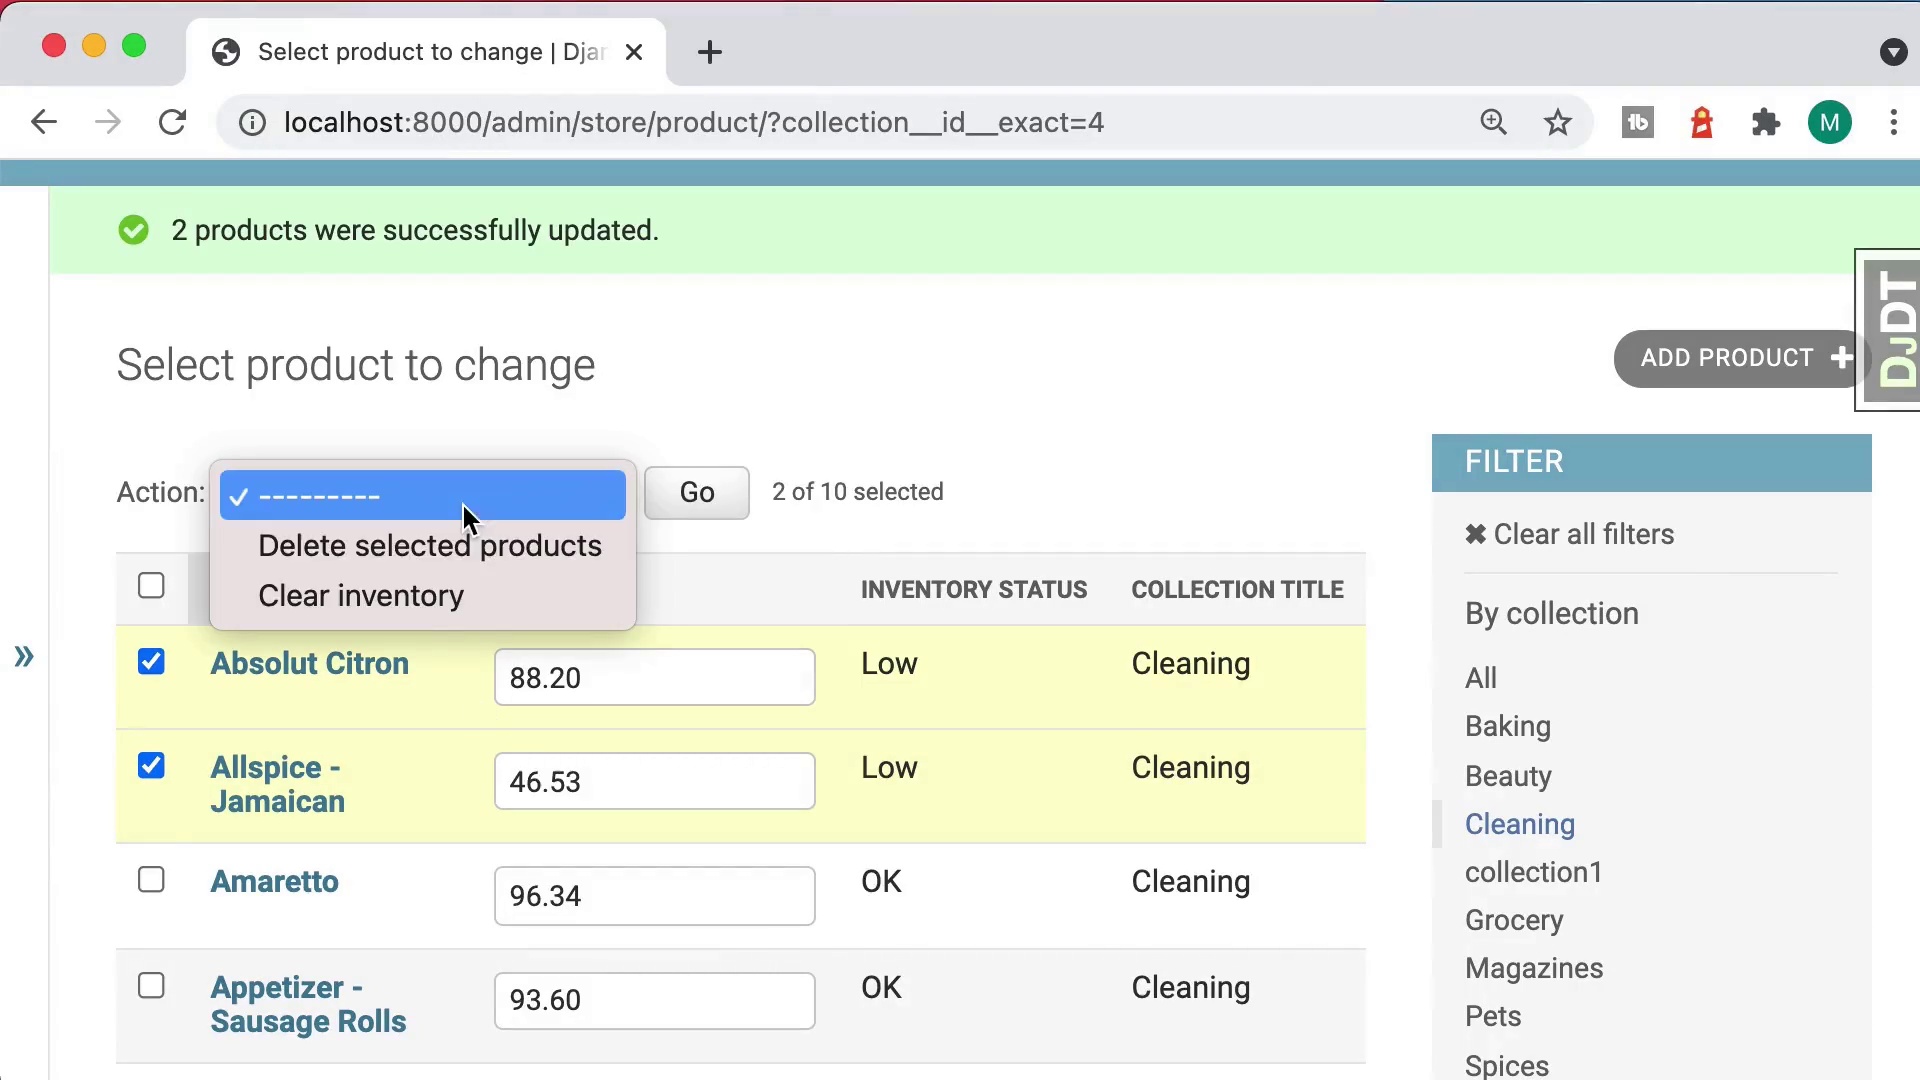 Select product to change | Djan
localhost:8000/admin/store/product/?collection__id__exact=4
tb
M
2 products were successfully updated.
DJDT
Select product to change
ADD PRODUCT +
Action:
---------
Delete selected products
Clear inventory
Go
2 of 10 selected
INVENTORY STATUS
COLLECTION TITLE
Absolut Citron
88.20
Low
Cleaning
Allspice -
Jamaican
46.53
Low
Cleaning
Amaretto
96.34
OK
Cleaning
Appetizer -
Sausage Rolls
93.60
OK
Cleaning
FILTER
✖ Clear all filters
By collection
All
Baking
Beauty
Cleaning
collection1
Grocery
Magazines
Pets
Spices